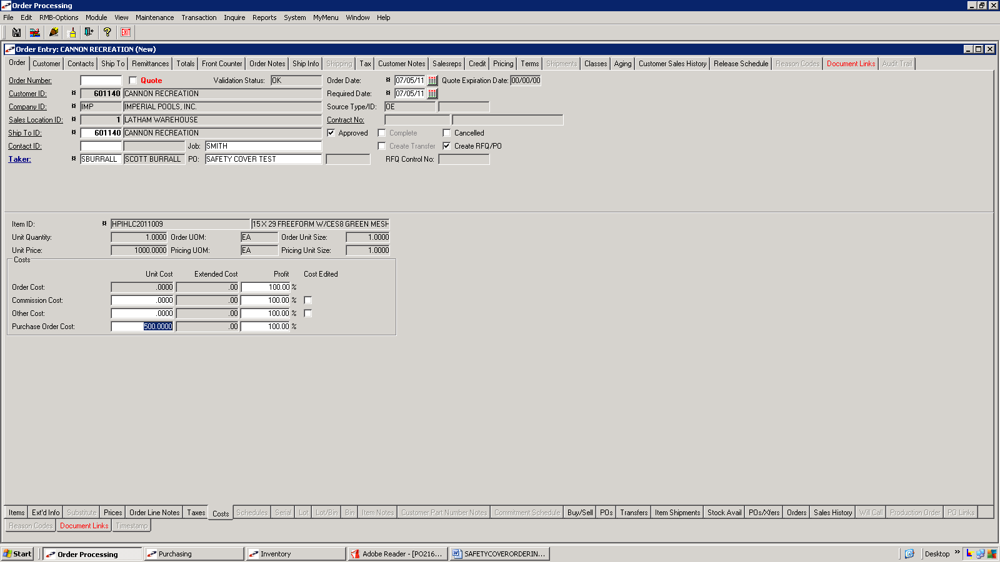 Order Processing
File Edit RMB-Options Module View Maintenance Transaction Inquire Reports System MyMenu Window Help
EXIT
Order Entry: CANNON RECREATION (New)
Order Customer Contacts Ship To Remittances Totals Front Counter Order Notes Ship Info Shipping Tax Customer Notes Salesreps Credit Pricing Terms Shipments Classes Aging Customer Sales History Release Schedule Reason Codes Document Links Audit Trail
Order Number: Quote Validation Status: OK Order Date: 07/05/11 Quote Expiration Date: 00/00/00
Customer ID: 601140 CANNON RECREATION Required Date: 07/05/11
Company ID: IMP IMPERIAL POOLS, INC. Source Type/ID: OE
Sales Location ID: 1 LATHAM WAREHOUSE Contract No:
Ship To ID: 601140 CANNON RECREATION Approved Complete Cancelled
Contact ID: Job: SMITH Create Transfer Create RFQ/PO
Taker: SBURRALL SCOTT BURRALL PO: SAFETY COVER TEST RFQ Control No:
Item ID: HPIHLC2011009 15 X 29 FREEFORM W/CES8 GREEN MESH
Unit Quantity: 1.0000 Order UOM: EA Order Unit Size: 1.0000
Unit Price: 1000.0000 Pricing UOM: EA Pricing Unit Size: 1.0000
Costs
Unit Cost Extended Cost Profit Cost Edited
Order Cost: .0000 .00 100.00 %
Commission Cost: .0000 .00 100.00 %
Other Cost: .0000 .00 100.00 %
Purchase Order Cost: 500.0000 .00 100.00 %
Items Ext'd Info Substitute Prices Order Line Notes Taxes Costs Schedules Serial Lot Lot/Bin Bin Item Notes Customer Part Number Notes Commitment Schedule Buy/Sell POs Transfers Item Shipments Stock Avail POs/Xfers Orders Sales History Will Call Production Order PO Links
Reason Codes Document Links Timestamp
Start Order Processing Purchasing Inventory Adobe Reader - [PO216... SAFETYCOVERORDERIN... Desktop »